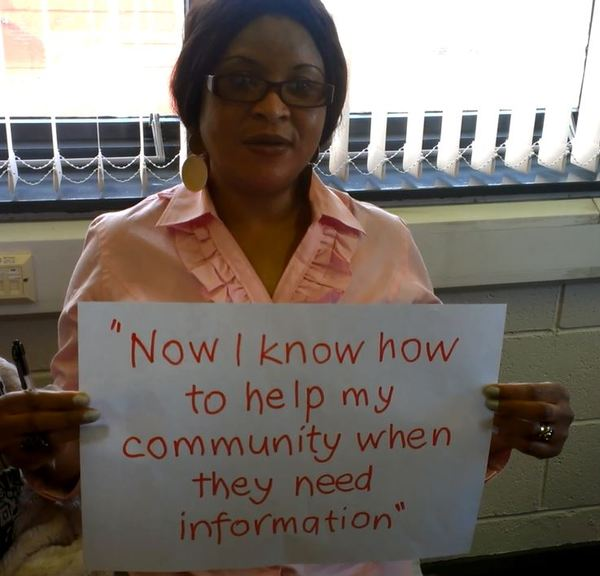 "Now I know how
to help my
community when
they need
information"